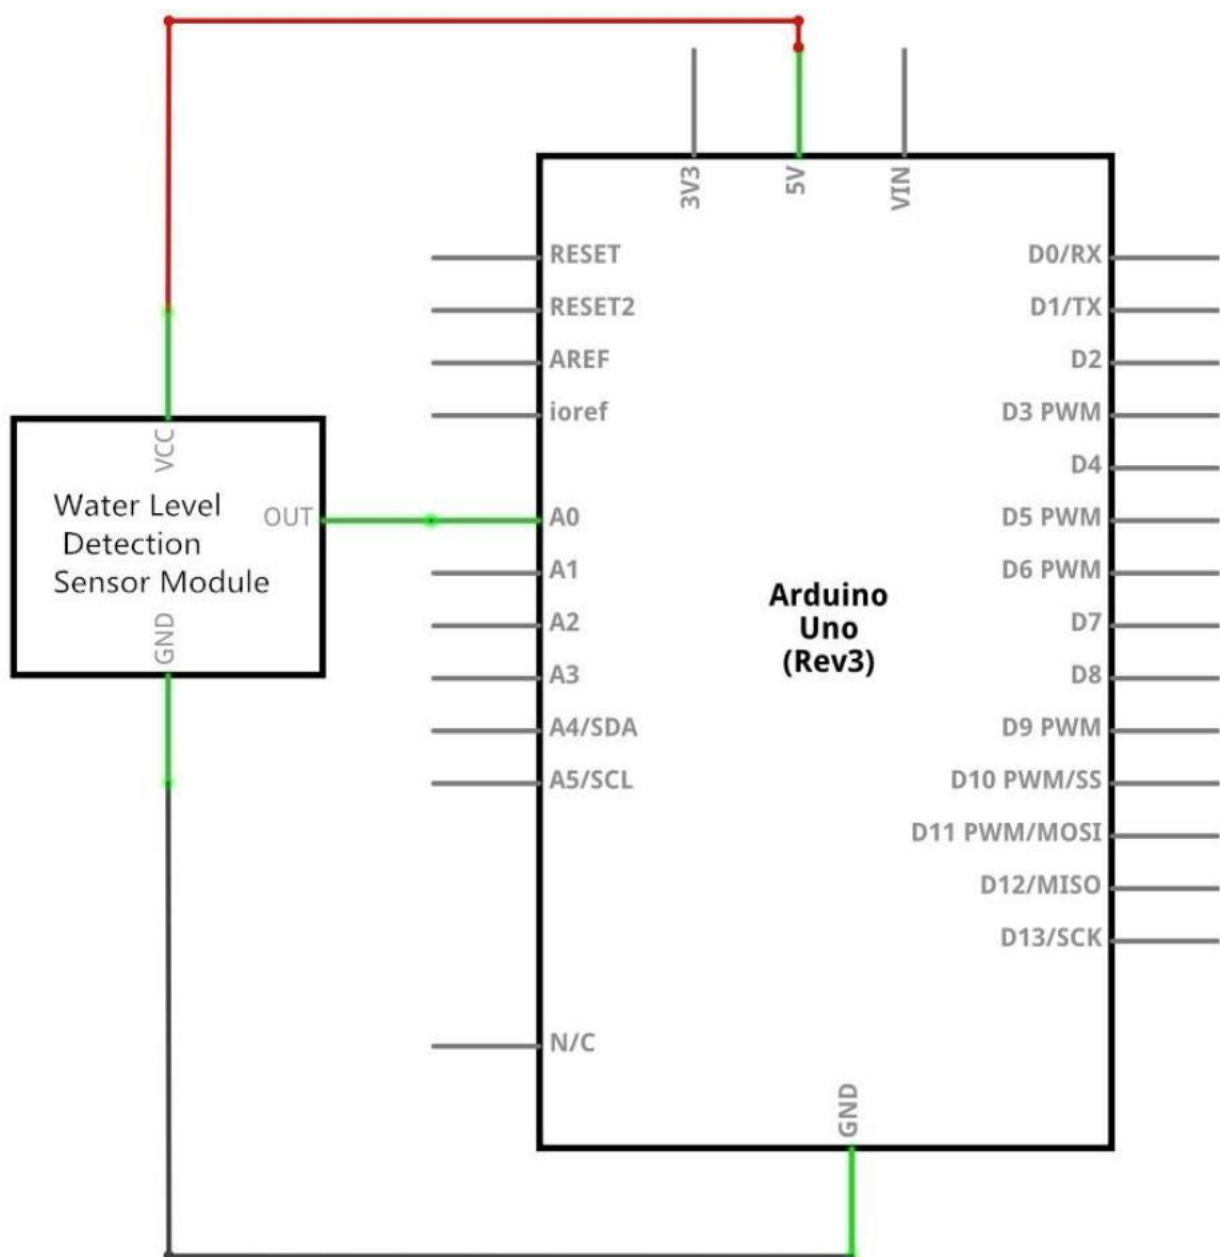 3V3
5V
VIN
RESET
RESET2
AREF
ioref
A0
A1
A2
A3
A4/SDA
A5/SCL
N/C
D0/RX
D1/TX
D2
D3 PWM
D4
D5 PWM
D6 PWM
D7
D8
D9 PWM
D10 PWM/SS
D11 PWM/MOSI
D12/MISO
D13/SCK
GND
Arduino
Uno
(Rev3)
VCC
Water Level
Detection
Sensor Module
OUT
GND